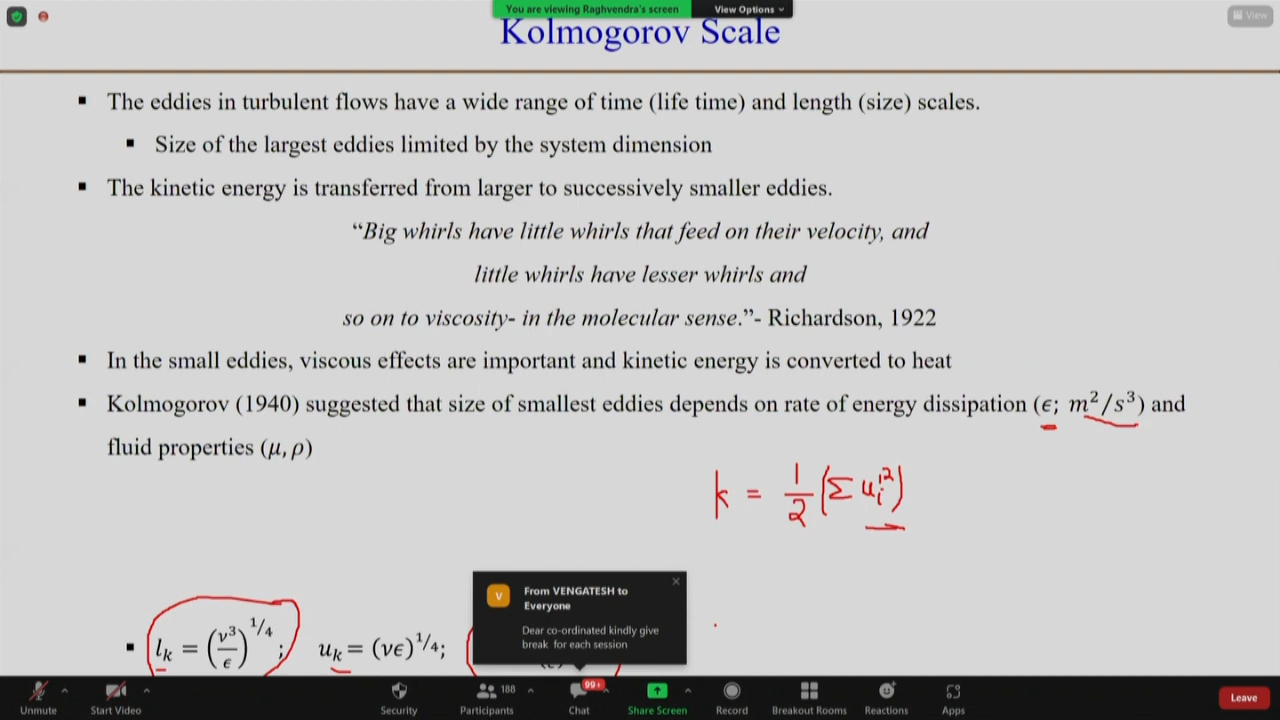 You are viewing Raghvendra's screen
View Options
View
Kolmogorov Scale
▪ The eddies in turbulent flows have a wide range of time (life time) and length (size) scales.
▪ Size of the largest eddies limited by the system dimension
▪ The kinetic energy is transferred from larger to successively smaller eddies.
“Big whirls have little whirls that feed on their velocity, and
little whirls have lesser whirls and
so on to viscosity- in the molecular sense.”- Richardson, 1922
▪ In the small eddies, viscous effects are important and kinetic energy is converted to heat
▪ Kolmogorov (1940) suggested that size of smallest eddies depends on rate of energy dissipation (ϵ; m²/s³) and
fluid properties (μ, ρ)
k = 1/2 (Σ uᵢ'²)
From VENGATESH to
Everyone
Dear co-ordinated kindly give
break for each session
▪ lₖ = (ν³/ϵ)^1/4; uₖ = (νϵ)^1/4;
Unmute
Start Video
Security
Participants
188
Chat
99+
Share Screen
Record
Breakout Rooms
Reactions
Apps
Leave